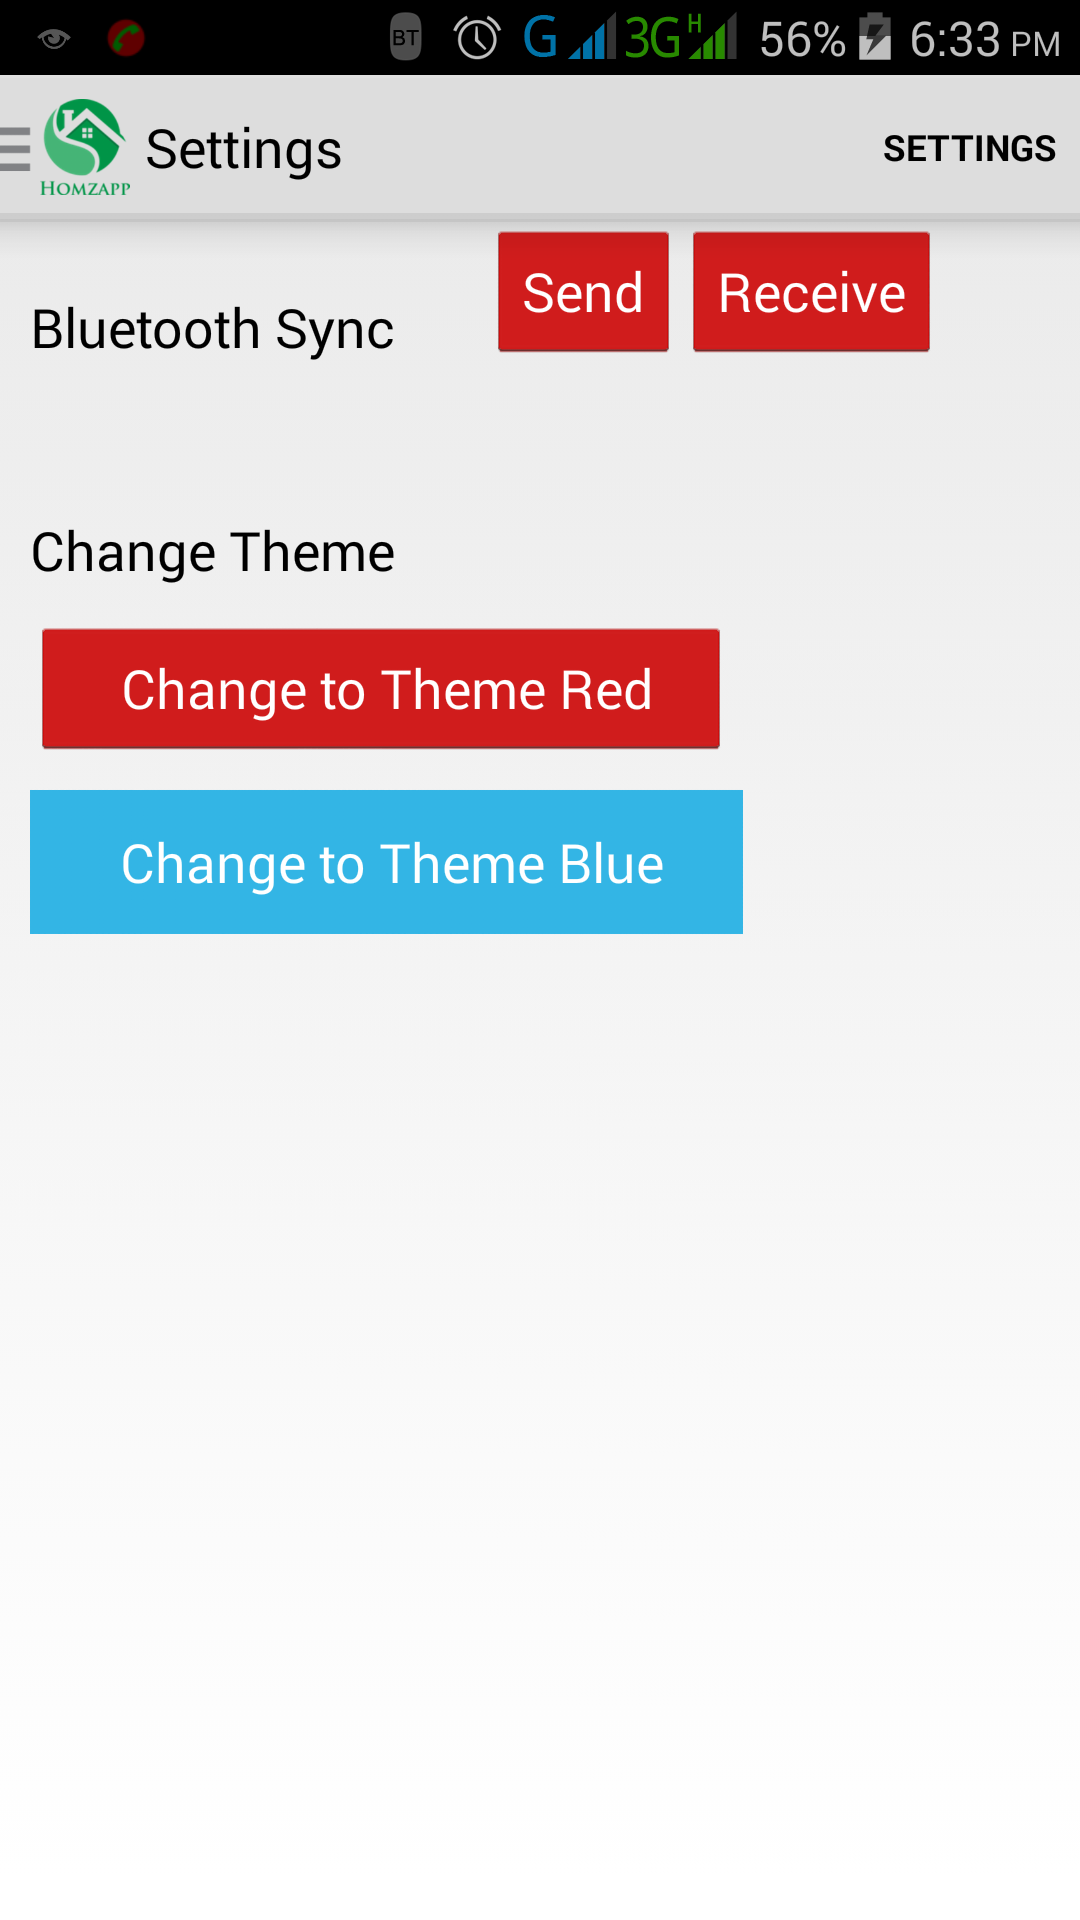 BT G 3G H 56% 6:33 PM
HOMZAPP
Settings
SETTINGS
Send Receive
Bluetooth Sync
Change Theme
Change to Theme Red
Change to Theme Blue